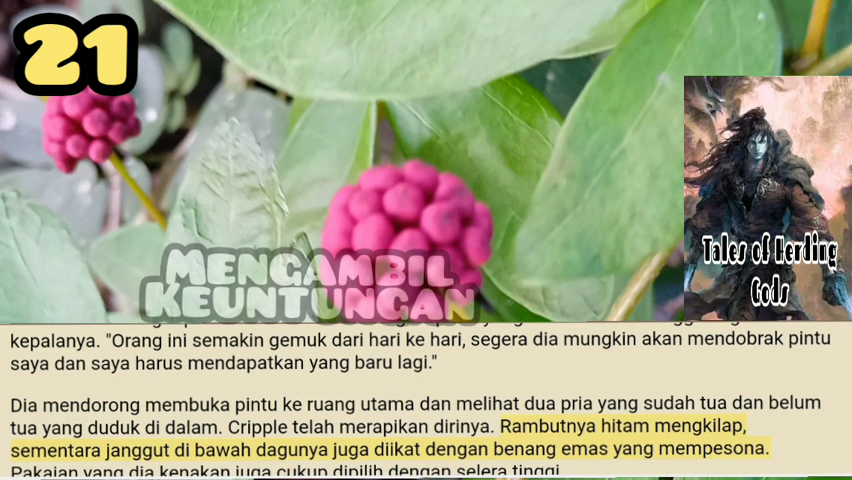 21
MENGAMBIL
KEUNTUNGAN
Tales of Herding
Gods
kepalanya. "Orang ini semakin gemuk dari hari ke hari, segera dia mungkin akan mendobrak pintu
saya dan saya harus mendapatkan yang baru lagi."
Dia mendorong membuka pintu ke ruang utama dan melihat dua pria yang sudah tua dan belum
tua yang duduk di dalam. Cripple telah merapikan dirinya. Rambutnya hitam mengkilap,
sementara janggut di bawah dagunya juga diikat dengan benang emas yang mempesona.
Pakaian yang dia kenakan juga cukup dipilih dengan selera tinggi.